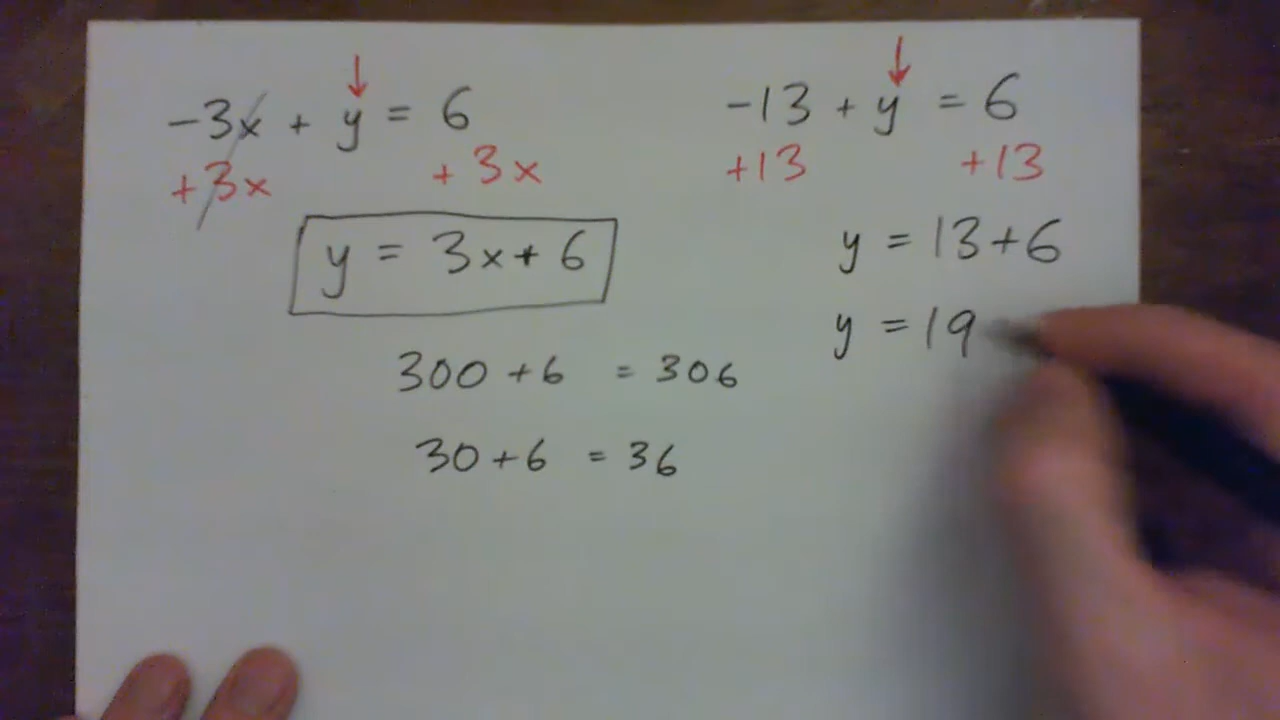 -3x + y = 6
+3x +3x
y = 3x+6
300+6 = 306
30+6 = 36
-13 + y = 6
+13 +13
y = 13+6
y = 19